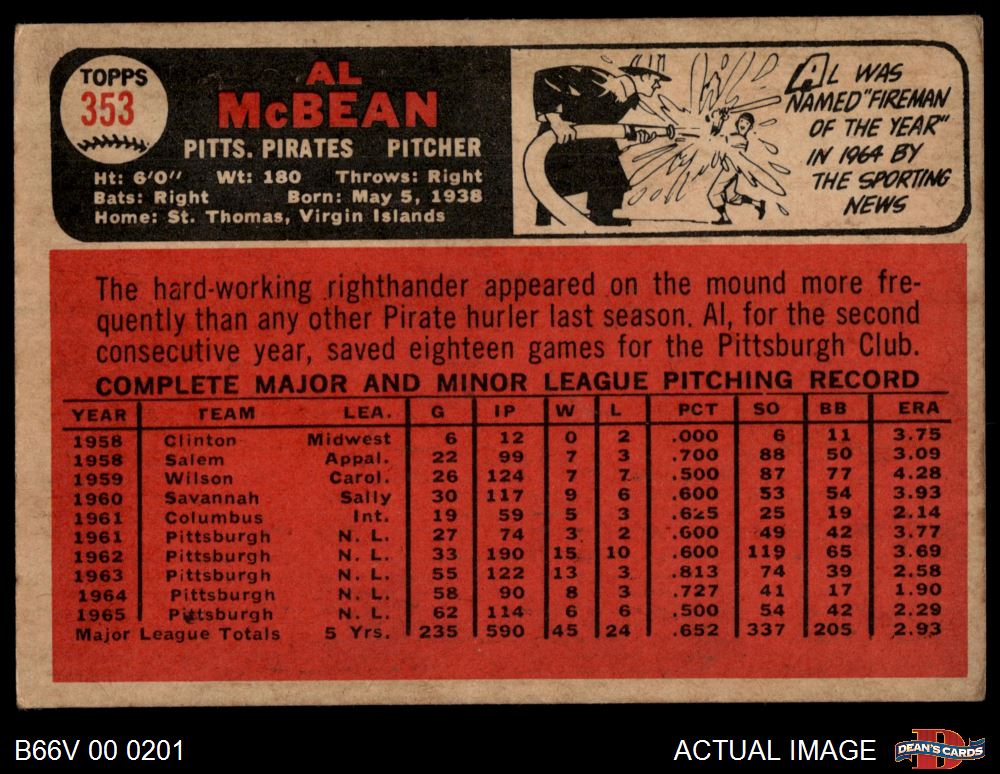 TOPPS
353
AL
McBEAN
PITTS. PIRATES PITCHER
Ht: 6'0" Wt: 180 Throws: Right
Bats: Right Born: May 5, 1938
Home: St. Thomas, Virgin Islands
AL WAS
NAMED "FIREMAN
OF THE YEAR"
IN 1964 BY
THE SPORTING
NEWS
The hard-working righthander appeared on the mound more fre-
quently than any other Pirate hurler last season. Al, for the second
consecutive year, saved eighteen games for the Pittsburgh Club.
COMPLETE MAJOR AND MINOR LEAGUE PITCHING RECORD
YEAR TEAM LEA. G IP W L PCT SO BB ERA
1958 Clinton Midwest 6 12 0 2 .000 6 11 3.75
1958 Salem Appal. 22 99 7 3 .700 88 50 3.09
1959 Wilson Carol. 26 124 7 7 .500 87 77 4.28
1960 Savannah Sally 30 117 9 6 .600 53 54 3.93
1961 Columbus Int. 19 59 5 3 .625 25 19 2.14
1961 Pittsburgh N. L. 27 74 3 2 .600 49 42 3.77
1962 Pittsburgh N. L. 33 190 15 10 .600 119 65 3.69
1963 Pittsburgh N. L. 55 122 13 3 .813 74 39 2.58
1964 Pittsburgh N. L. 58 90 8 3 .727 41 17 1.90
1965 Pittsburgh N. L. 62 114 6 6 .500 54 42 2.29
Major League Totals 5 Yrs. 235 590 45 24 .652 337 205 2.93
B66V 00 0201
ACTUAL IMAGE
DEAN'S CARDS